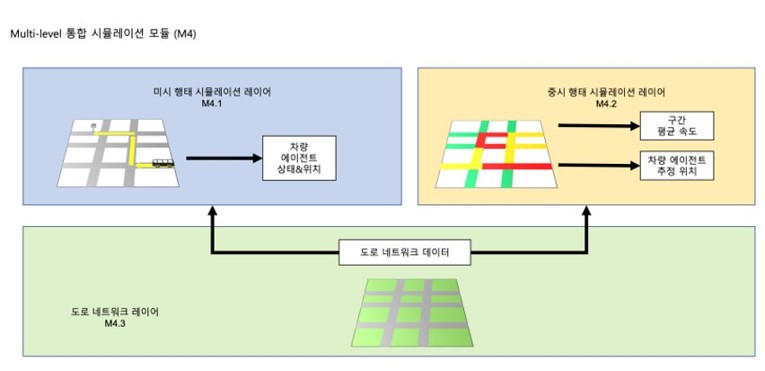 Multi-level 통합 시뮬레이션 모듈 (M4)
미시 행태 시뮬레이션 레이어
M4.1
차량
에이전트
상태&위치
중시 행태 시뮬레이션 레이어
M4.2
구간
평균 속도
차량 에이전트
추정 위치
도로 네트워크 데이터
도로 네트워크 레이어
M4.3